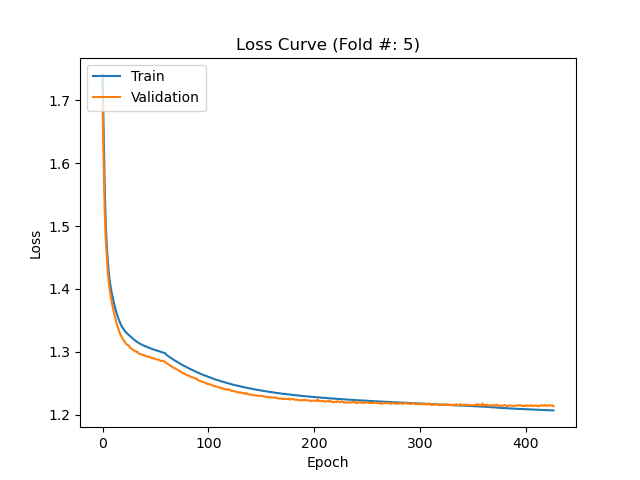 Loss Curve (Fold #: 5)
Train
Validation
1.7
1.6
1.5
1.4
1.3
1.2
Loss
0 100 200 300 400
Epoch